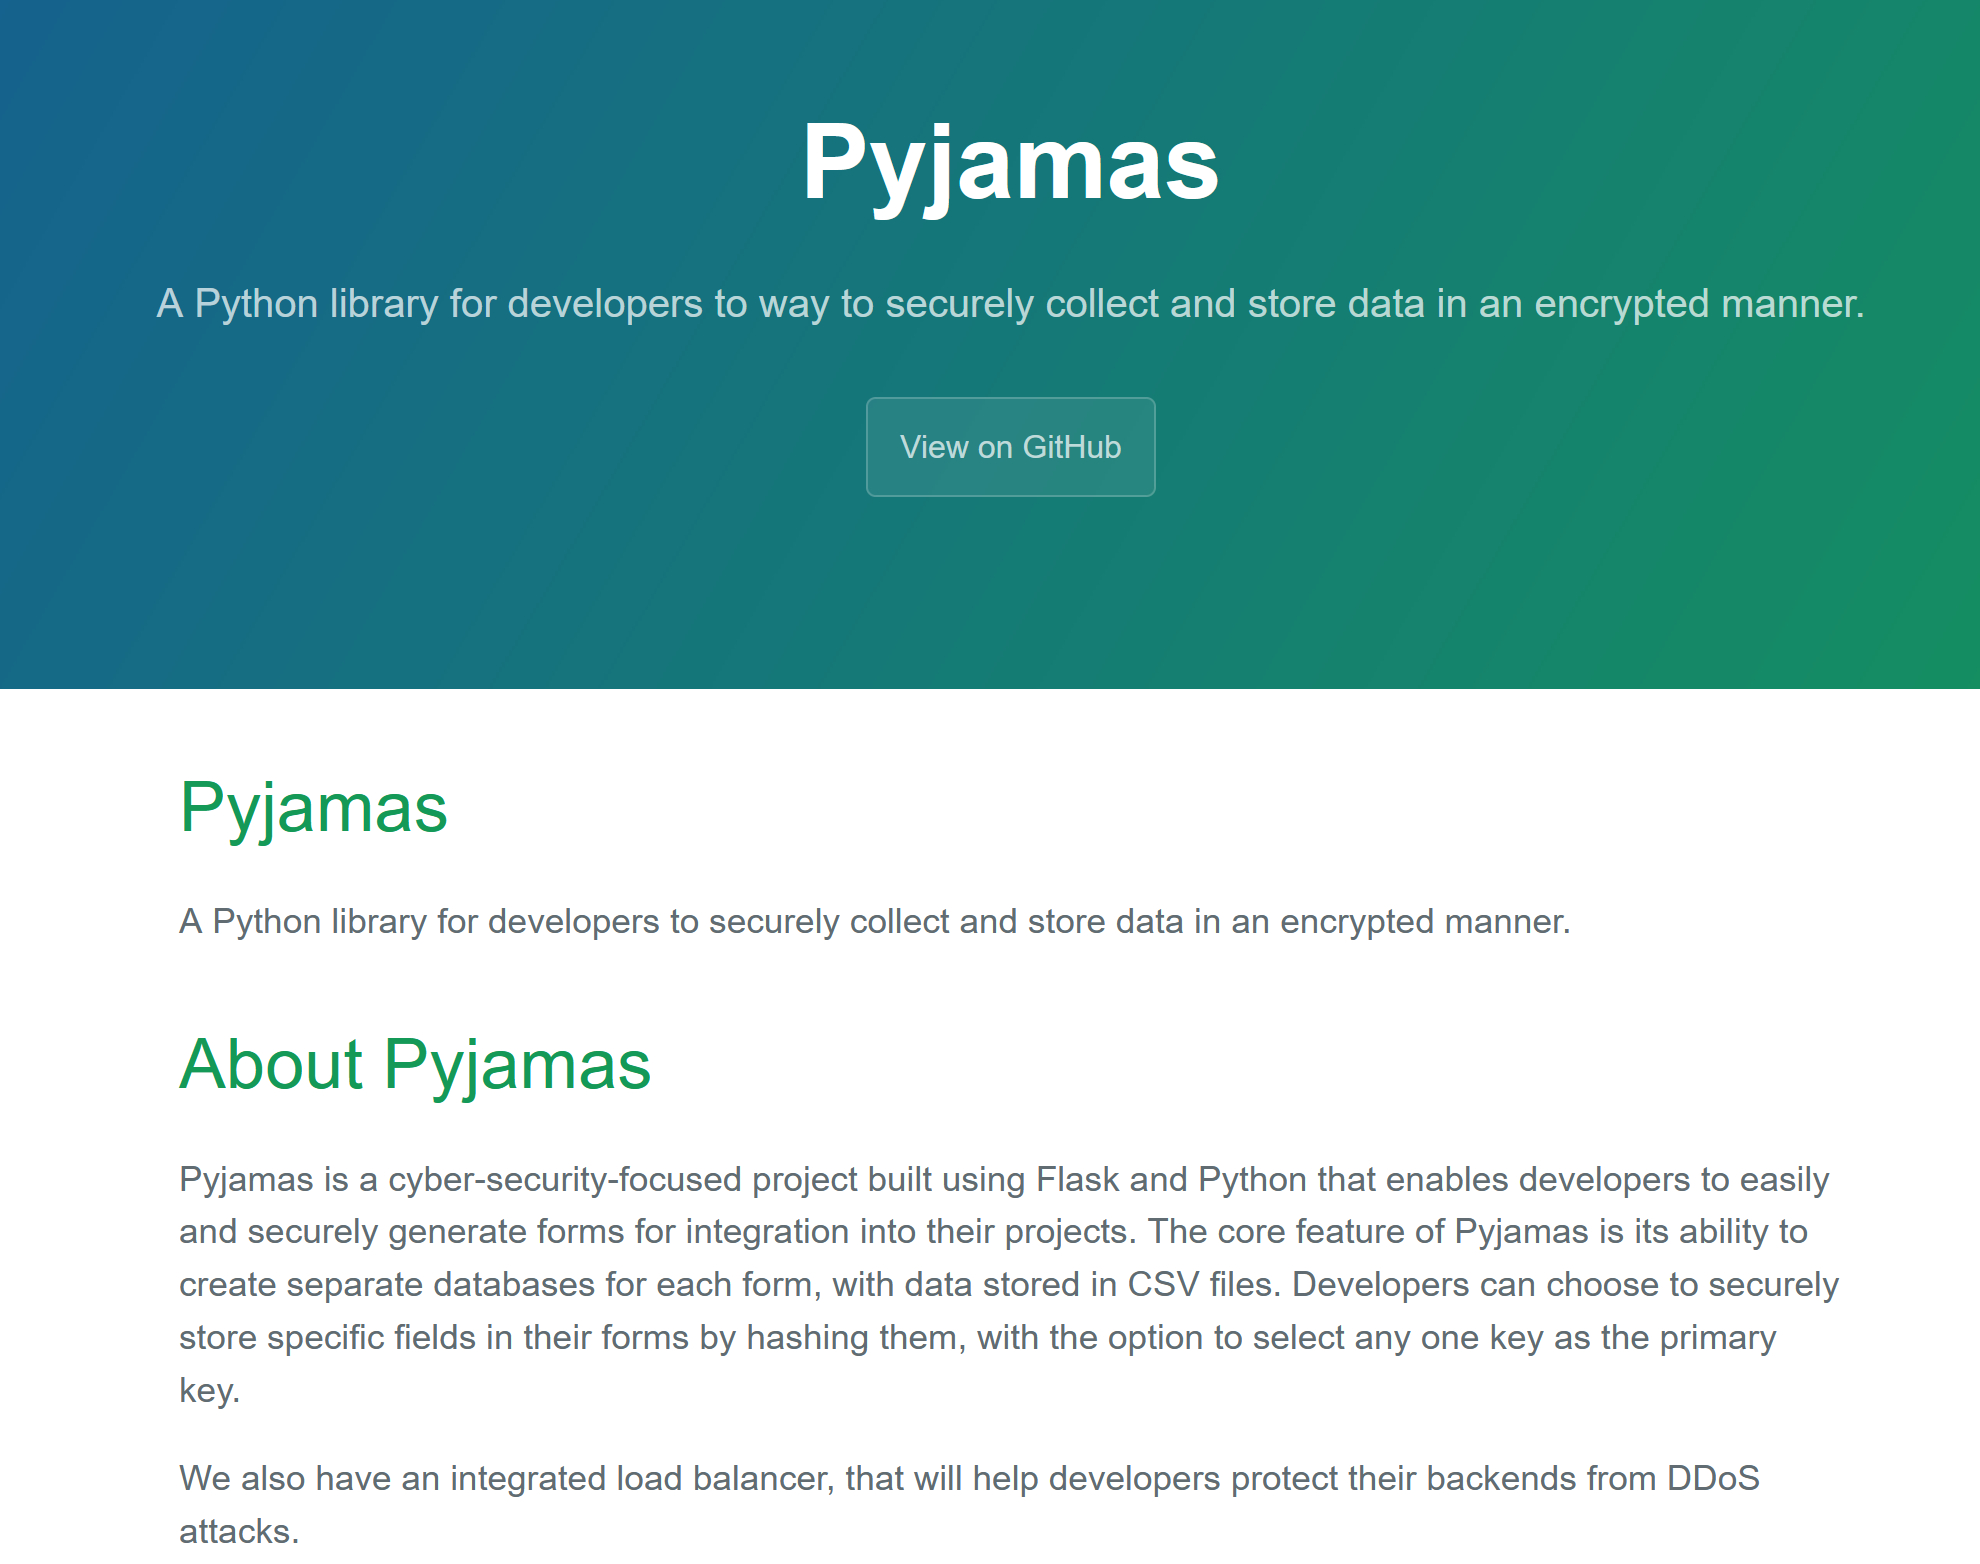 Pyjamas
A Python library for developers to way to securely collect and store data in an encrypted manner.
View on GitHub
Pyjamas
A Python library for developers to securely collect and store data in an encrypted manner.
About Pyjamas
Pyjamas is a cyber-security-focused project built using Flask and Python that enables developers to easily
and securely generate forms for integration into their projects. The core feature of Pyjamas is its ability to
create separate databases for each form, with data stored in CSV files. Developers can choose to securely
store specific fields in their forms by hashing them, with the option to select any one key as the primary
key.
We also have an integrated load balancer, that will help developers protect their backends from DDoS
attacks.